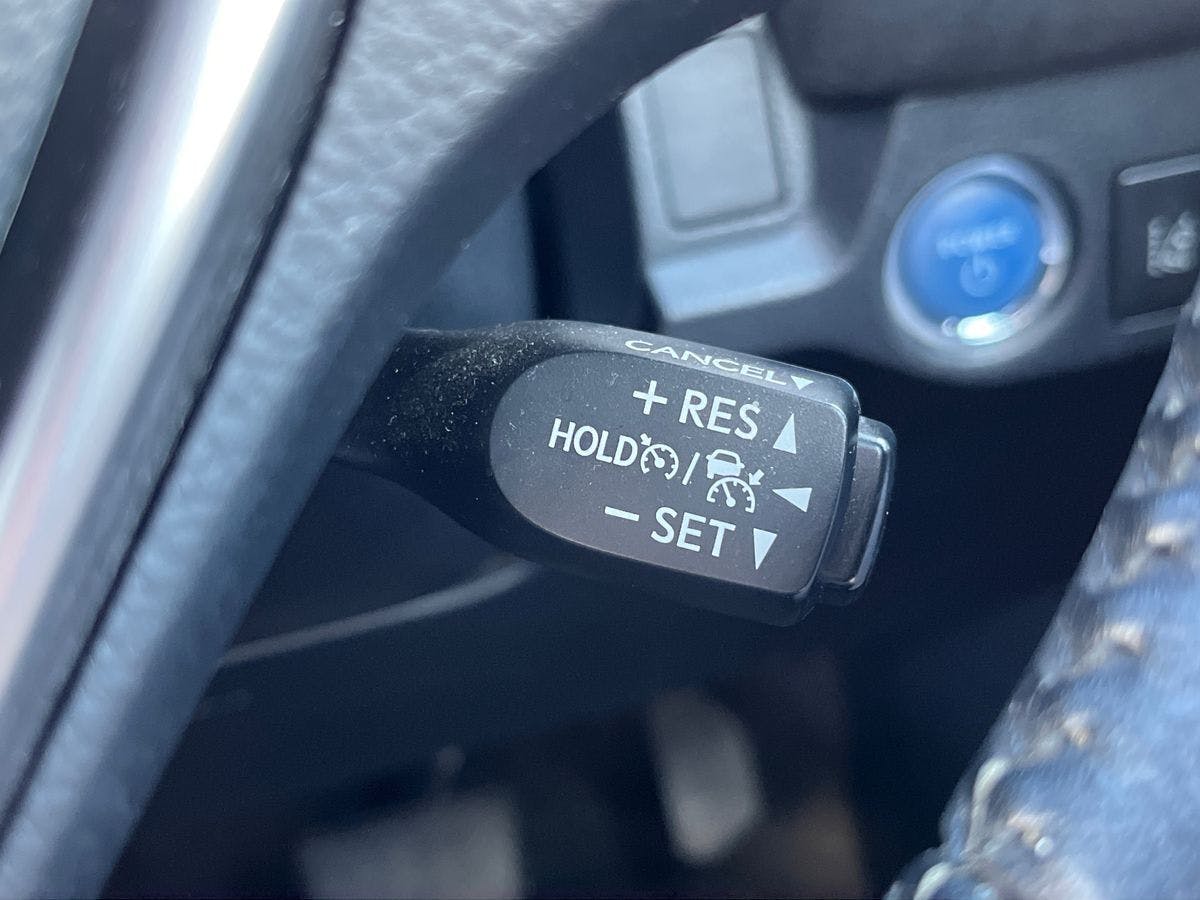 CANCEL▼
+ RES ▲
HOLD / ◀
− SET ▼